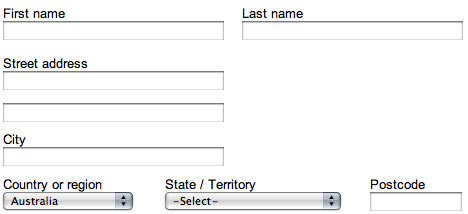 First name Last name
Street address
City
Country or region State / Territory Postcode
Australia -Select-